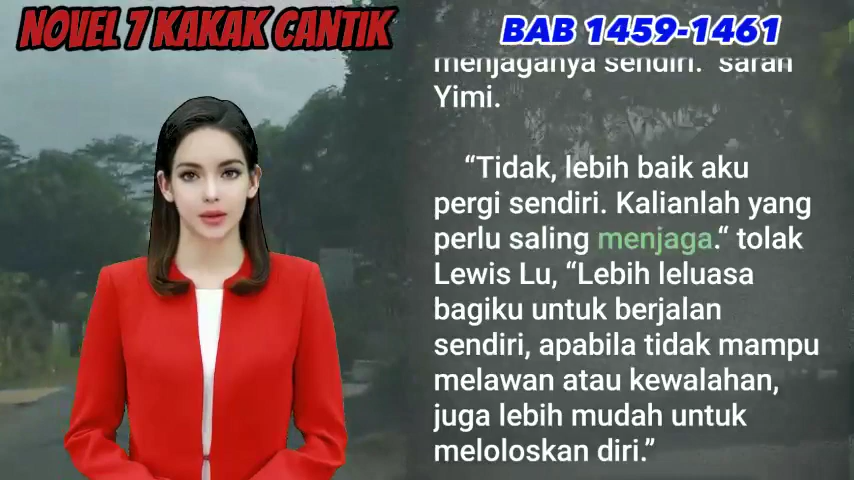 NOVEL 7 KAKAK CANTIK
BAB 1459-1461
menjaganya sendiri.” saran
Yimi.
“Tidak, lebih baik aku
pergi sendiri. Kalianlah yang
perlu saling menjaga.“ tolak
Lewis Lu, “Lebih leluasa
bagiku untuk berjalan
sendiri, apabila tidak mampu
melawan atau kewalahan,
juga lebih mudah untuk
meloloskan diri.”